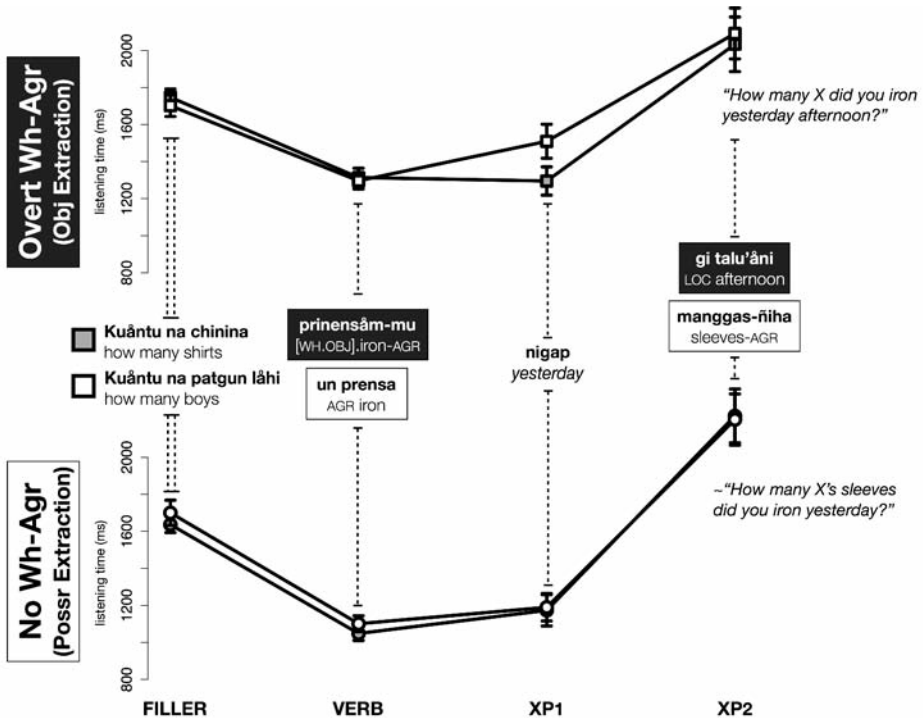 Overt Wh-Agr
(Obj Extraction)
listening time (ms)
2000
1600
1200
800
"How many X did you iron
yesterday afternoon?"
Kuåntu na chinina
how many shirts
Kuåntu na patgun låhi
how many boys
prinensåm-mu
[WH.OBJ].iron-AGR
un prensa
AGR iron
nigap
yesterday
gi talu'åni
LOC afternoon
manggas-ñiha
sleeves-AGR
No Wh-Agr
(Possr Extraction)
listening time (ms)
2000
1600
1200
800
~"How many X's sleeves
did you iron yesterday?"
FILLER VERB XP1 XP2